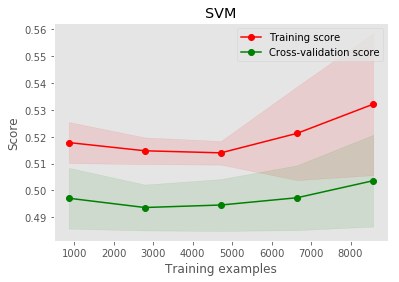 SVM
0.56
0.55
0.54
0.53
0.52
0.51
0.50
0.49
Score
Training score
Cross-validation score
1000 2000 3000 4000 5000 6000 7000 8000
Training examples